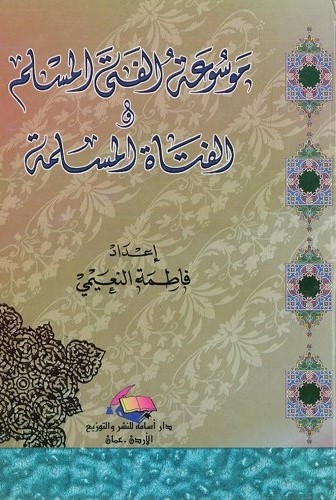 موسوعة الفتى المسلم
و
الفتاة المسلمة
إعداد
فاطمة النعيمي
دار أسامة للنشر والتوزيع
الأردن . عمان